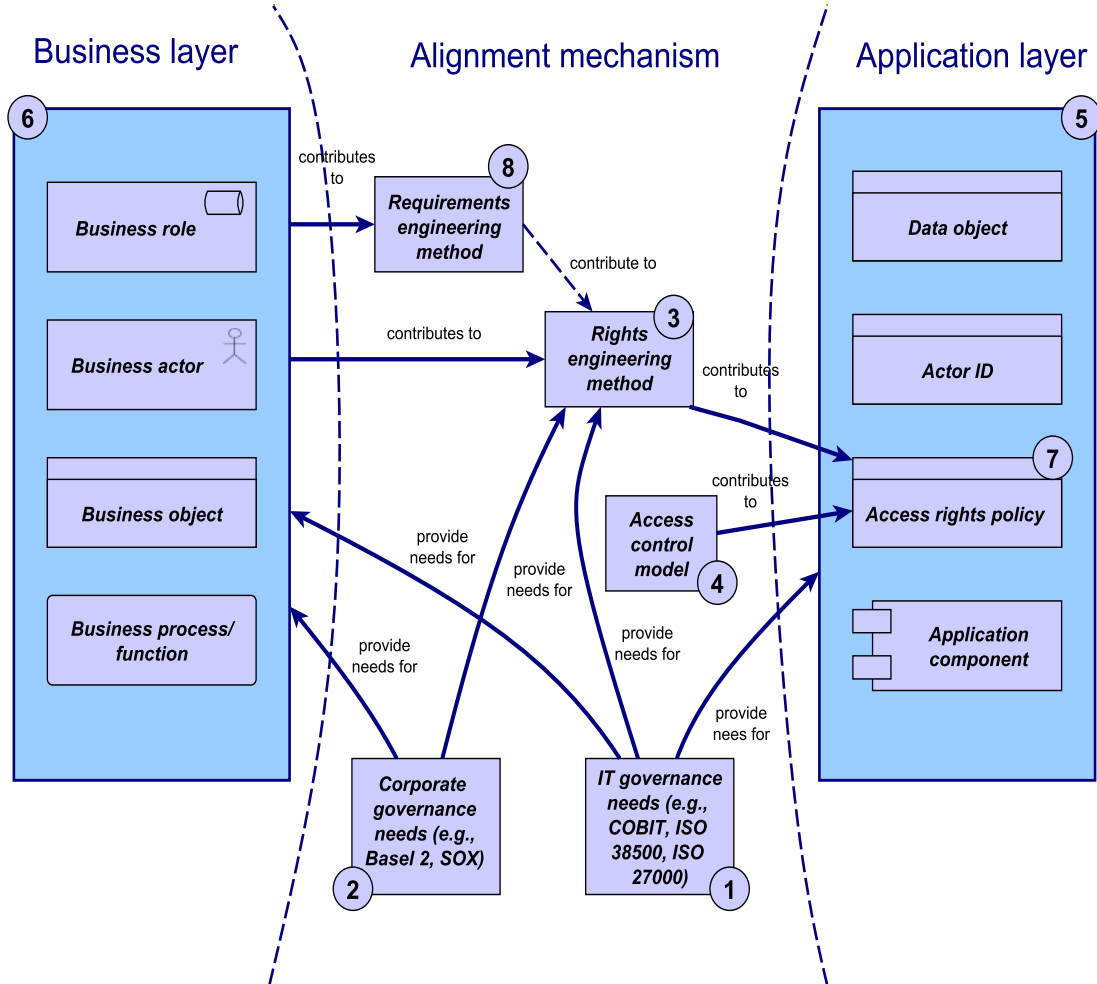 Business layer
Alignment mechanism
Application layer
6
5
contributes
to
8
Business role
Requirements
engineering
method
Data object
contribute to
3
Business actor
contributes to
Rights
engineering
method
contributes
to
Actor ID
7
Business object
contributes
to
Access rights policy
Access
control
model
4
provide
needs for
provide
needs for
Business process/
function
provide
needs for
provide
needs for
Application
component
provide
nees for
Corporate
governance
needs (e.g.,
Basel 2, SOX)
2
IT governance
needs (e.g.,
COBIT, ISO
38500, ISO
27000)
1